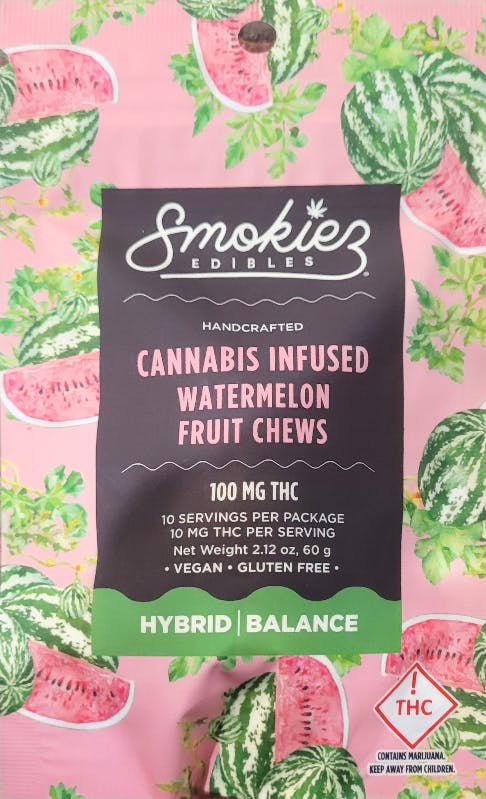 Smokiez
EDIBLES
HANDCRAFTED
CANNABIS INFUSED
WATERMELON
FRUIT CHEWS
100 MG THC
10 SERVINGS PER PACKAGE
10 MG THC PER SERVING
Net Weight 2.12 oz, 60 g
• VEGAN • GLUTEN FREE •
HYBRID | BALANCE
!
THC
CONTAINS MARIJUANA.
KEEP AWAY FROM CHILDREN.